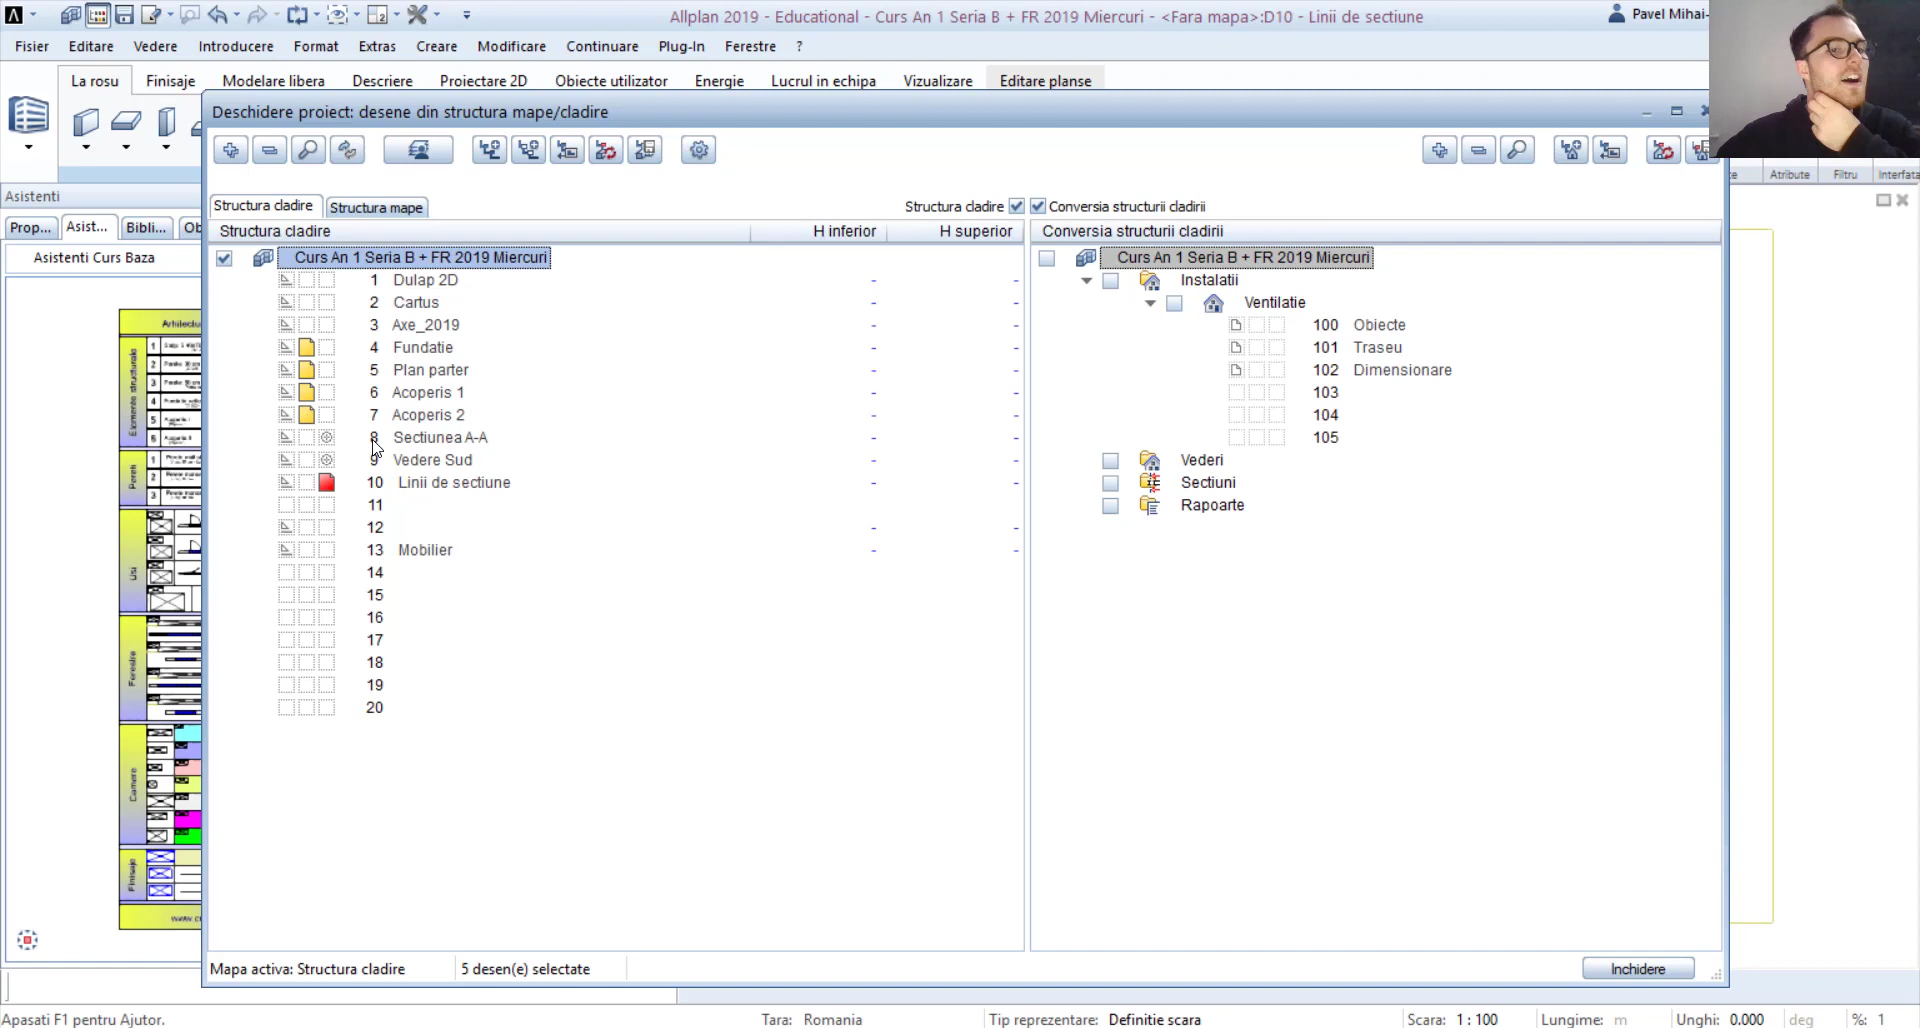 Allplan 2019 - Educational - Curs An 1 Seria B + FR 2019 Miercuri - <Fara mapa>:D10 - Linii de sectiune
Pavel Mihai-
Fisier Editare Vedere Introducere Format Extras Creare Modificare Continuare Plug-In Ferestre ?
La rosu Finisaje Modelare libera Descriere Proiectare 2D Obiecte utilizator Energie Lucrul in echipa Vizualizare Editare planse
Deschidere proiect: desene din structura mape/cladire
Atribute Filtru Interfata
Asistenti
Prop... Asist... Bibli... Ob
Asistenti Curs Baza
Structura cladire Structura mape Structura cladire Conversia structurii cladirii
Structura cladire H inferior H superior Conversia structurii cladirii
Curs An 1 Seria B + FR 2019 Miercuri
1 Dulap 2D - -
2 Cartus - -
3 Axe_2019 - -
4 Fundatie - -
5 Plan parter - -
6 Acoperis 1 - -
7 Acoperis 2 - -
8 Sectiunea A-A - -
9 Vedere Sud - -
10 Linii de sectiune - -
11
12 - -
13 Mobilier - -
14
15
16
17
18
19
20
Curs An 1 Seria B + FR 2019 Miercuri
Instalatii
Ventilatie
100 Obiecte
101 Traseu
102 Dimensionare
103
104
105
Vederi
Sectiuni
Rapoarte
Elemente structurale
Pereti
Usi
Ferestre
Camere
Finisaje
Mapa activa: Structura cladire 5 desen(e) selectate Inchidere
Apasati F1 pentru Ajutor. Tara: Romania Tip reprezentare: Definitie scara Scara: 1 : 100 Lungime: m Unghi: 0.000 deg %: 1